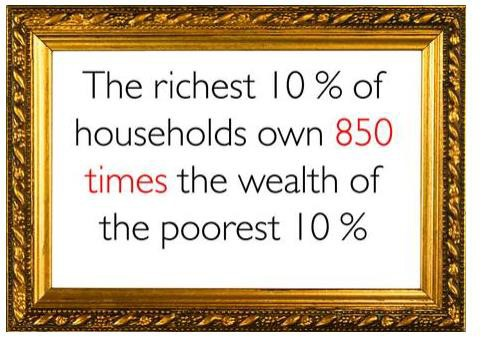 The richest 10 % of
households own 850
times the wealth of
the poorest 10 %